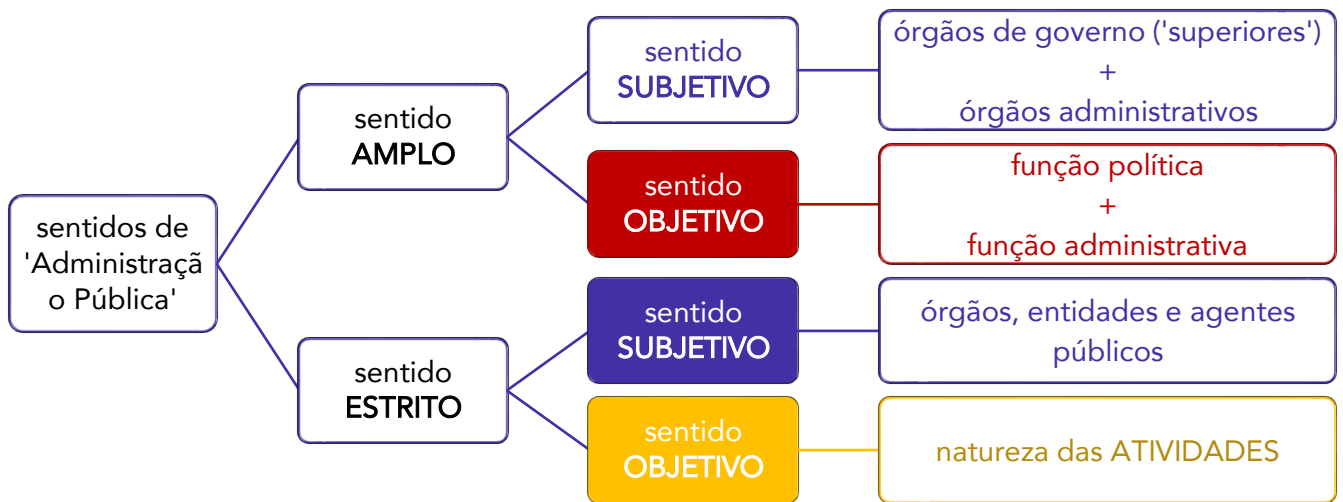 sentidos de
'Administraçã
o Pública'
sentido
AMPLO
sentido
SUBJETIVO
órgãos de governo ('superiores')
+
órgãos administrativos
sentido
OBJETIVO
função política
+
função administrativa
sentido
ESTRITO
sentido
SUBJETIVO
órgãos, entidades e agentes
públicos
sentido
OBJETIVO
natureza das ATIVIDADES